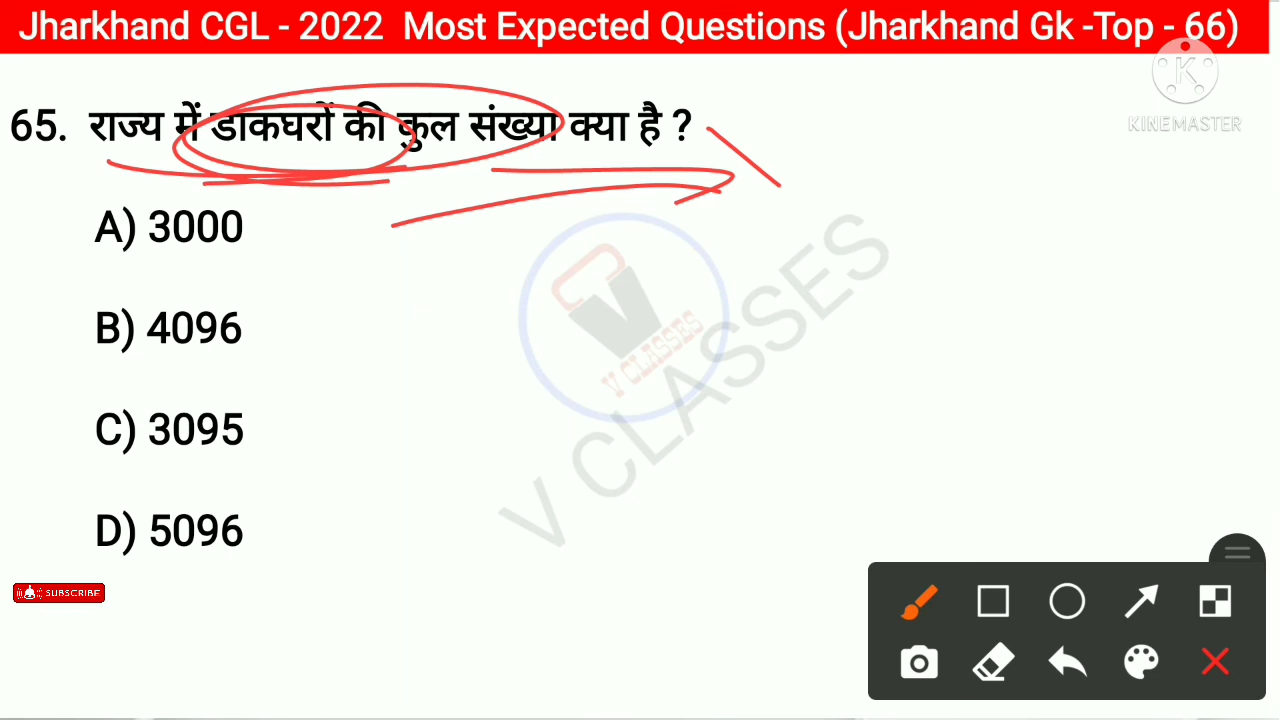 Jharkhand CGL - 2022 Most Expected Questions (Jharkhand Gk -Top - 66)
K
KINEMASTER
65. राज्य में डाकघरों की कुल संख्या क्या है ?
A) 3000
B) 4096
C) 3095
D) 5096
V CLASSES
V CLASSES
SUBSCRIBE